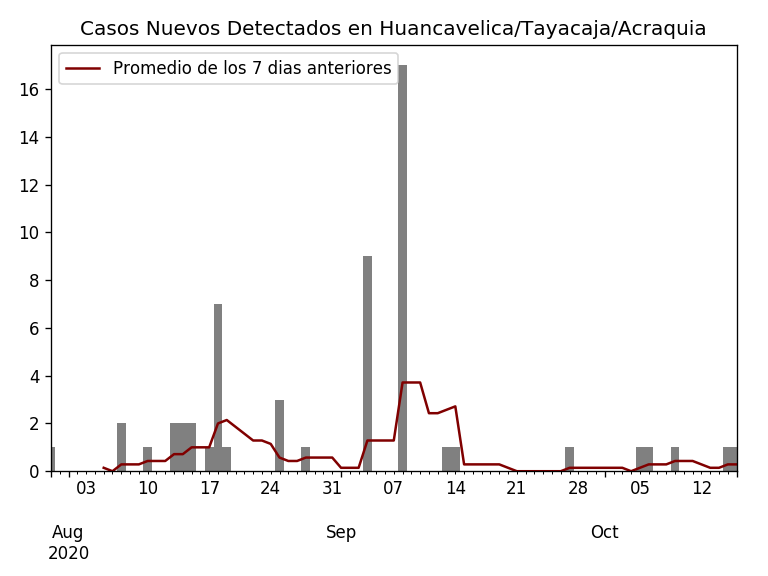 Casos Nuevos Detectados en Huancavelica/Tayacaja/Acraquia
Promedio de los 7 dias anteriores
16
14
12
10
8
6
4
2
0
03 10 17 24 31 07 14 21 28 05 12
Aug Sep Oct
2020